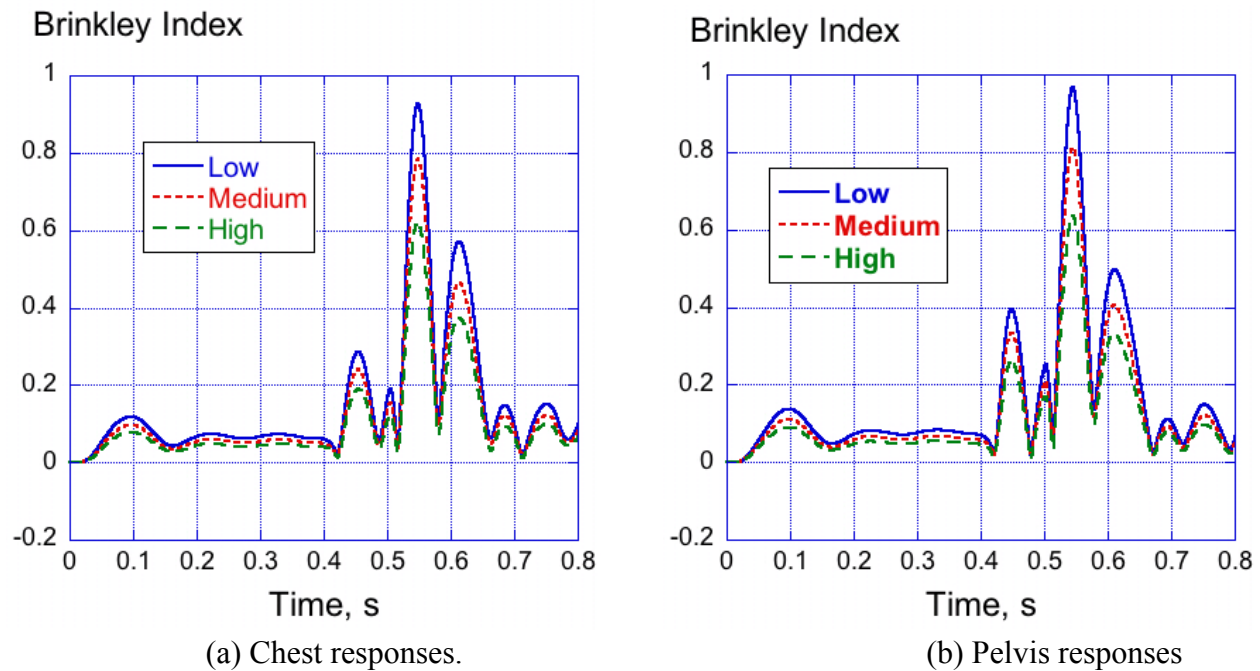 Brinkley Index
1
0.8
0.6
0.4
0.2
0
-0.2
Low
Medium
High
0 0.1 0.2 0.3 0.4 0.5 0.6 0.7 0.8
Time, s
(a) Chest responses.
Brinkley Index
1
0.8
0.6
0.4
0.2
0
-0.2
Low
Medium
High
0 0.1 0.2 0.3 0.4 0.5 0.6 0.7 0.8
Time, s
(b) Pelvis responses